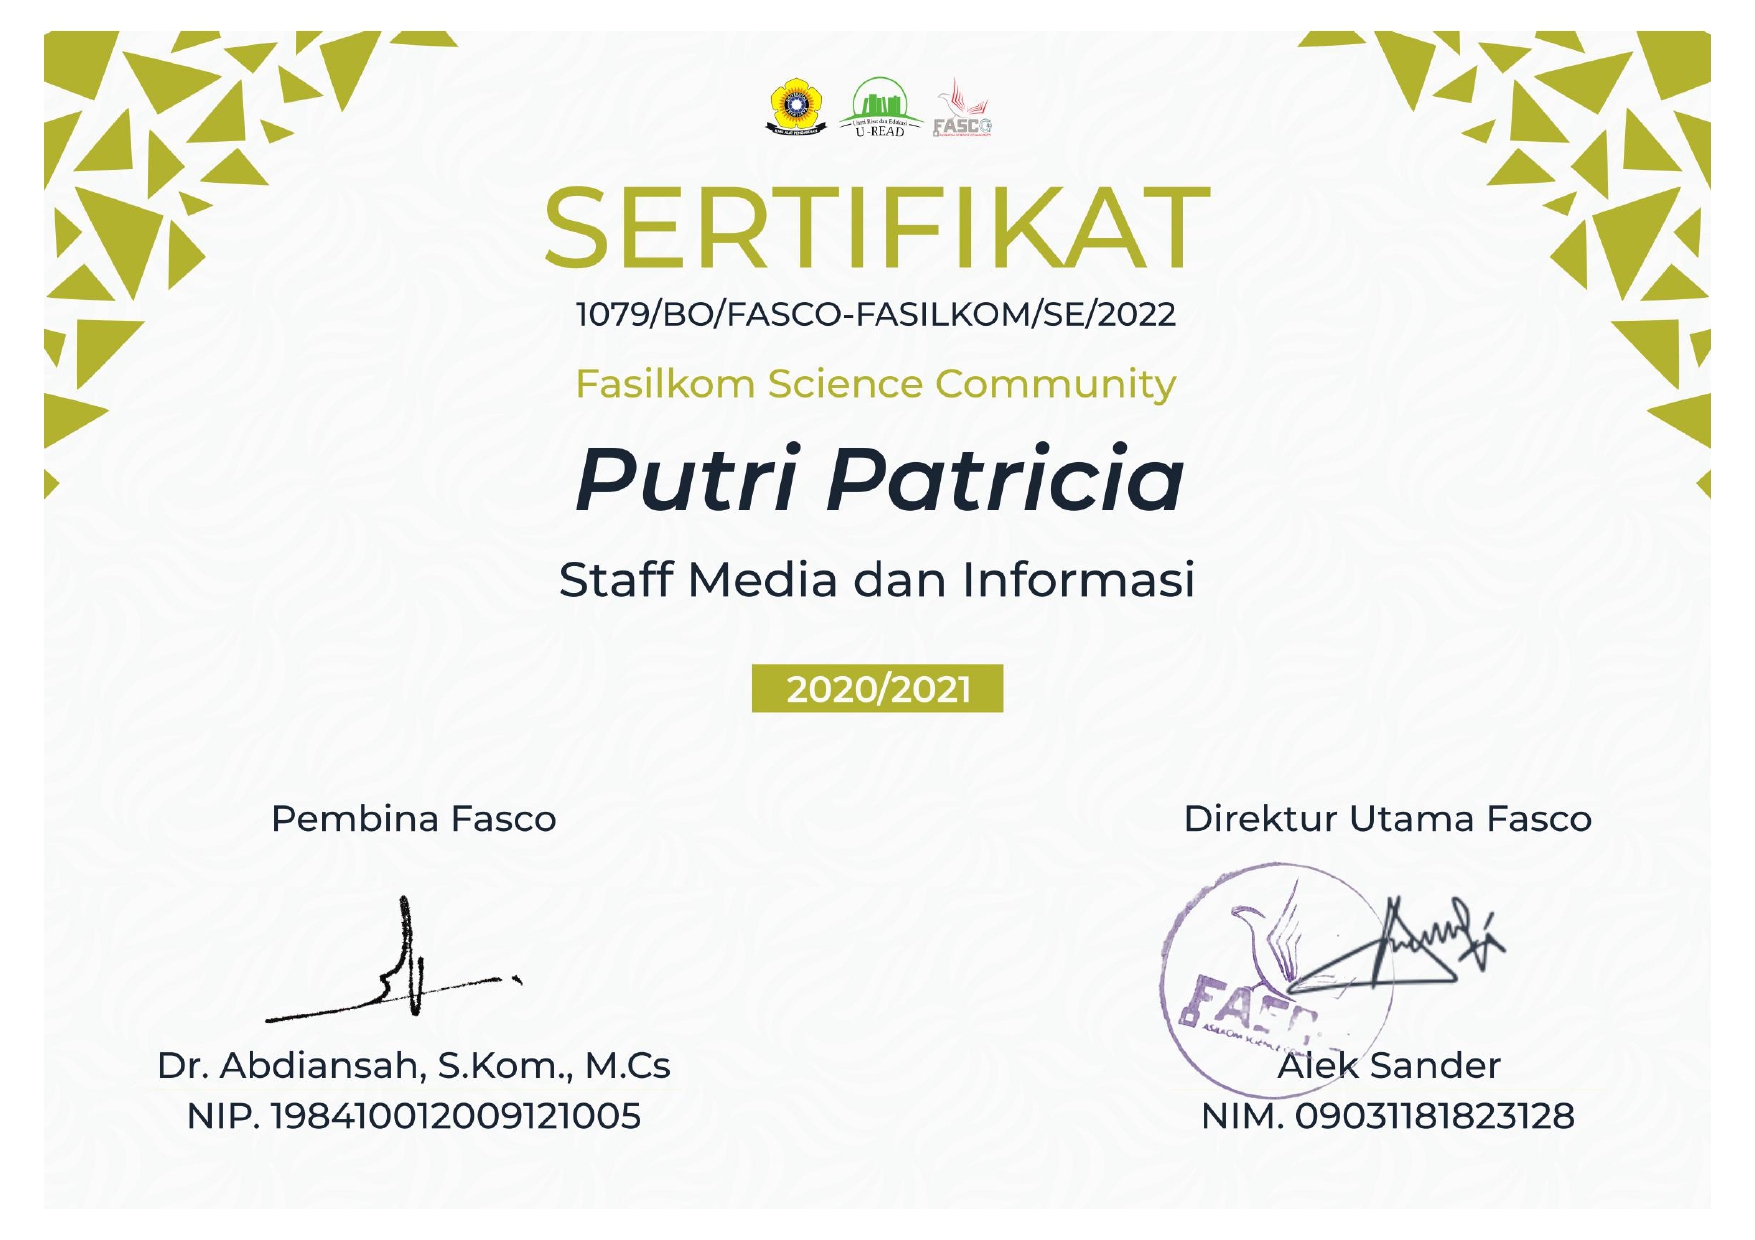 U-READ
FASCO
SERTIFIKAT
1079/BO/FASCO-FASILKOM/SE/2022
Fasilkom Science Community
Putri Patricia
Staff Media dan Informasi
2020/2021
Pembina Fasco
Direktur Utama Fasco
Dr. Abdiansah, S.Kom., M.Cs
NIP. 198410012009121005
Alek Sander
NIM. 09031181823128